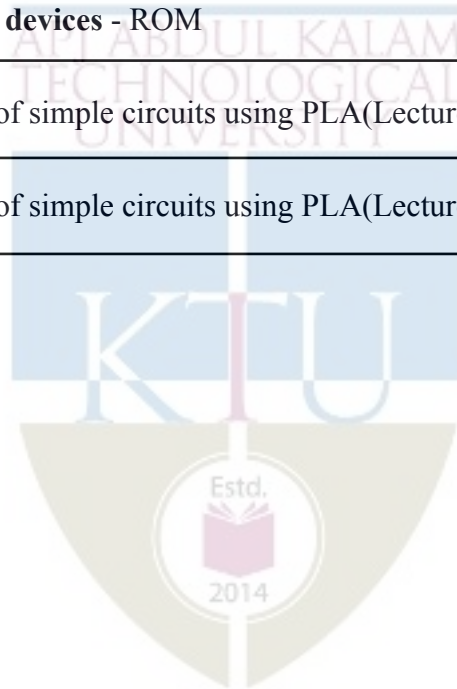 devices - ROM
API ABDUL KALAM
TECHNOLOGICAL
of simple circuits using PLA(Lectur
UNIVERSITY
of simple circuits using PLA(Lectur
KTU
Estd.
2014